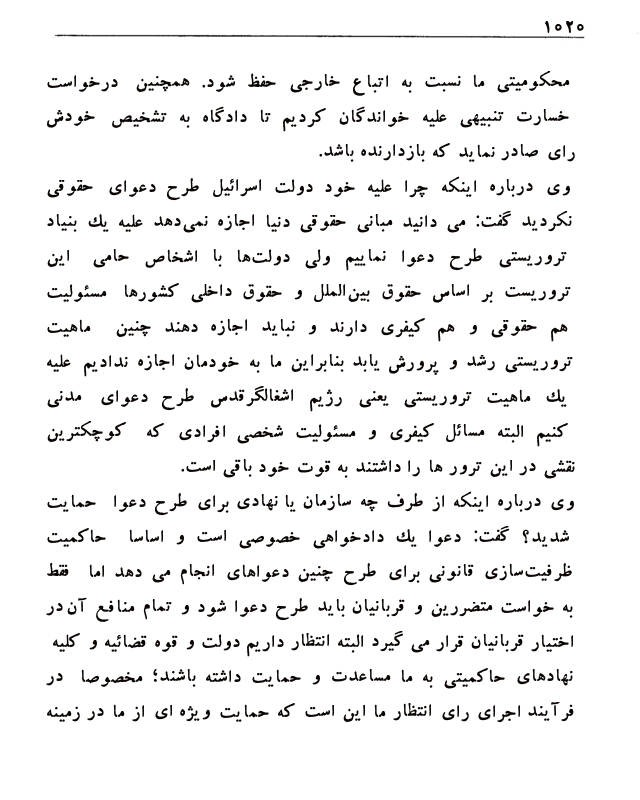 ۱۰۲۰
محکومیتی ما نسبت به اتباع خارجی حفظ شود. همچنین درخواست
خسارت تنبیهی علیه خواندگان کردیم تا دادگاه به تشخیص خودش
رای صادر نماید که بازدارنده باشد.
وی درباره اینکه چرا علیه خود دولت اسرائیل طرح دعوای حقوقی
نکردید گفت: می دانید مبانی حقوقی دنیا اجازه نمی‌دهد علیه یك بنیاد
تروریستی طرح دعوا نماییم ولی دولت‌ها با اشخاص حامی این
تروریست بر اساس حقوق بین‌الملل و حقوق داخلی کشورها مسئولیت
هم حقوقی و هم کیفری دارند و نباید اجازه دهند چنین ماهیت
تروریستی رشد و پرورش یابد بنابراین ما به خودمان اجازه ندادیم علیه
یك ماهیت تروریستی یعنی رژیم اشغالگرقدس طرح دعوای مدنی
کنیم البته مسائل کیفری و مسئولیت شخصی افرادی که کوچکترین
نقشی در این ترور ها را داشتند به قوت خود باقی است.
وی درباره اینکه از طرف چه سازمان یا نهادی برای طرح دعوا حمایت
شدید؟ گفت: دعوا یك دادخواهی خصوصی است و اساسا حاکمیت
ظرفیت‌سازی قانونی برای طرح چنین دعواهای انجام می دهد اما فقط
به خواست متضررین و قربانیان باید طرح دعوا شود و تمام منافع آن در
اختیار قربانیان قرار می گیرد البته انتظار داریم دولت و قوه قضائیه و کلیه
نهادهای حاکمیتی به ما مساعدت و حمایت داشته باشند؛ مخصوصا در
فرآیند اجرای رای انتظار ما این است که حمایت ویژه ای از ما در زمینه